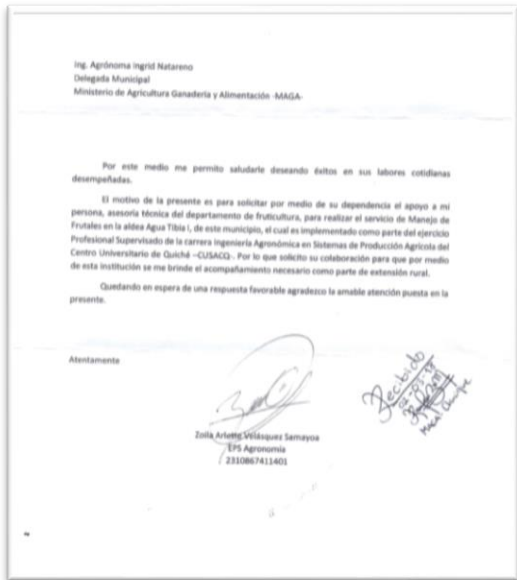 Ing. Agrónoma Ingrid Natareno
Delegada Municipal
Ministerio de Agricultura Ganadería y Alimentación -MAGA-
Por este medio me permito saludarle deseando éxitos en sus labores cotidianas
desempeñadas.
El motivo de la presente es para solicitar por medio de su dependencia el apoyo a mi
persona, asesoría técnica del departamento de fruticultura, para realizar el servicio de Manejo de
Frutales en la aldea Agua Tibia I, de este municipio, el cual es implementado como parte del ejercicio
Profesional Supervisado de la carrera Ingeniería Agronómica en Sistemas de Producción Agrícola del
Centro Universitario de Quiché –CUSACQ-. Por lo que solicito su colaboración para que por medio
de esta institución se me brinde el acompañamiento necesario como parte de extensión rural.
Quedando en espera de una respuesta favorable agradezco la amable atención puesta en la
presente.
Atentamente
Recibido
Zoila Velásquez Samayoa
EPS Agronomía
2310867411401